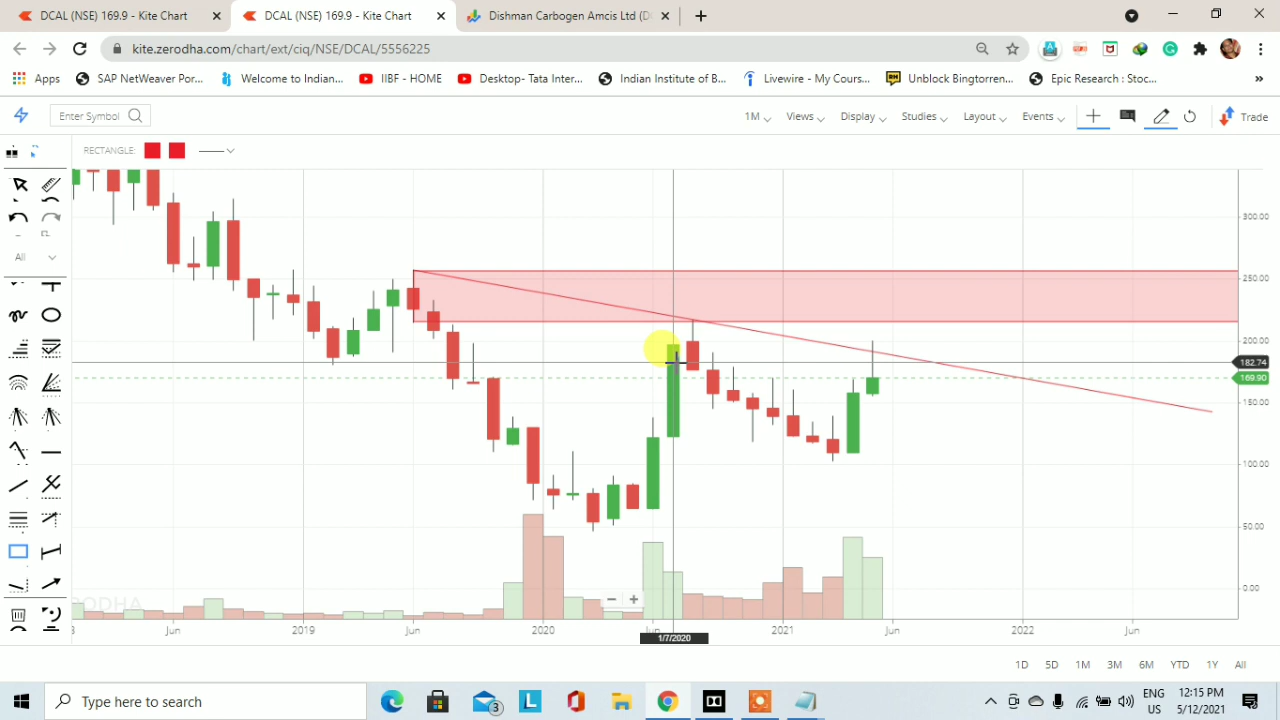 DCAL (NSE) 169.9 - Kite Chart
DCAL (NSE) 169.9 - Kite Chart
Dishman Carbogen Amcis Ltd (D
kite.zerodha.com/chart/ext/ciq/NSE/DCAL/5556225
Apps
SAP NetWeaver Por...
Welcome to Indian...
IIBF - HOME
Desktop- Tata Inter...
Indian Institute of B...
Livewire - My Cours...
Unblock Bingtorren...
Epic Research : Stoc...
»
Enter Symbol
1M
Views
Display
Studies
Layout
Events
Trade
RECTANGLE:
All
300.00
250.00
200.00
182.74
169.90
150.00
100.00
50.00
0.00
Jun
2019
Jun
2020
Jun
2021
Jun
2022
Jun
1/7/2020
1D
5D
1M
3M
6M
YTD
1Y
All
Type here to search
3
ENG
US
12:15 PM
5/12/2021